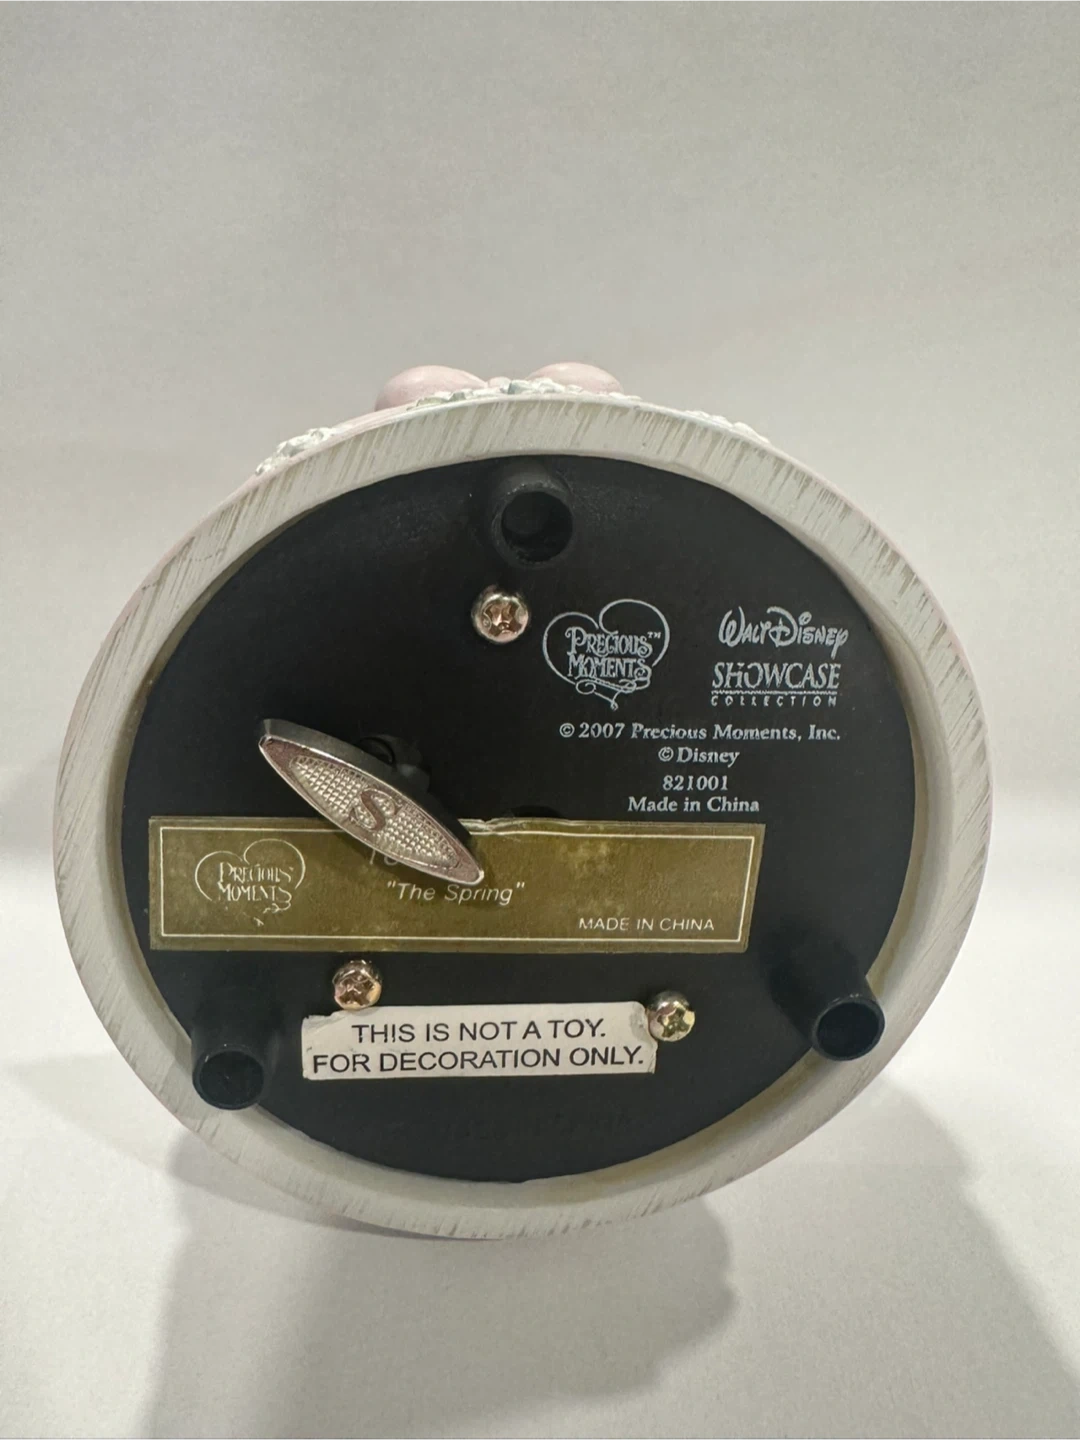 PRECIOUS™
MOMENTS
WALT DISNEY
SHOWCASE
COLLECTION
© 2007 Precious Moments, Inc.
© Disney
821001
Made in China
S
PRECIOUS
MOMENTS
"The Spring"
MADE IN CHINA
THIS IS NOT A TOY.
FOR DECORATION ONLY.